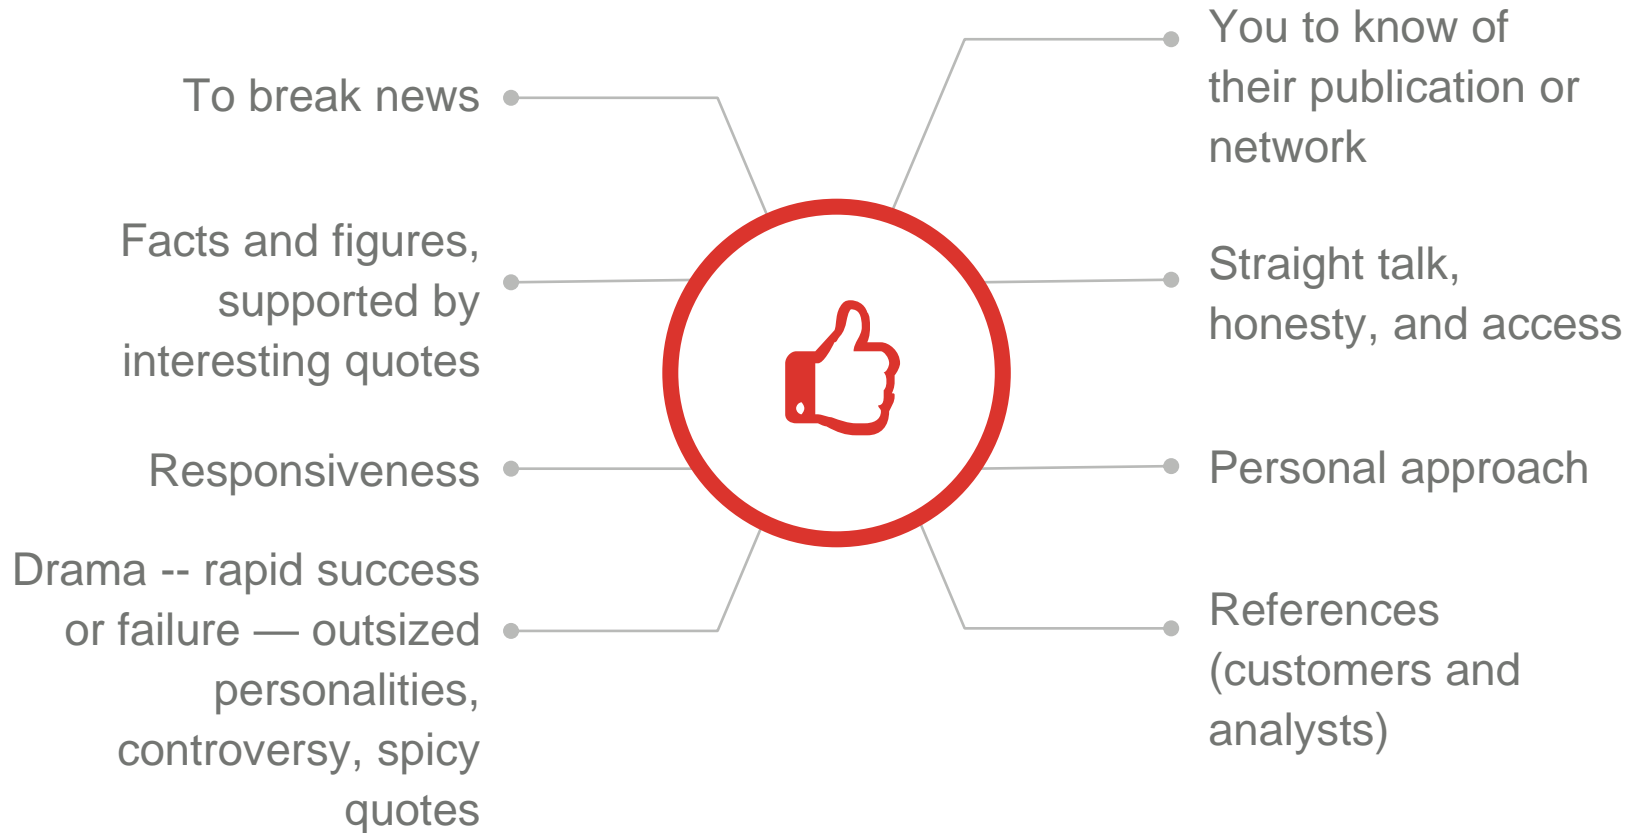 To break news
Facts and figures,
supported by
interesting quotes
Responsiveness
Drama -- rapid success
or failure — outsized
personalities,
controversy, spicy
quotes
You to know of
their publication or
network
Straight talk,
honesty, and access
Personal approach
References
(customers and
analysts)